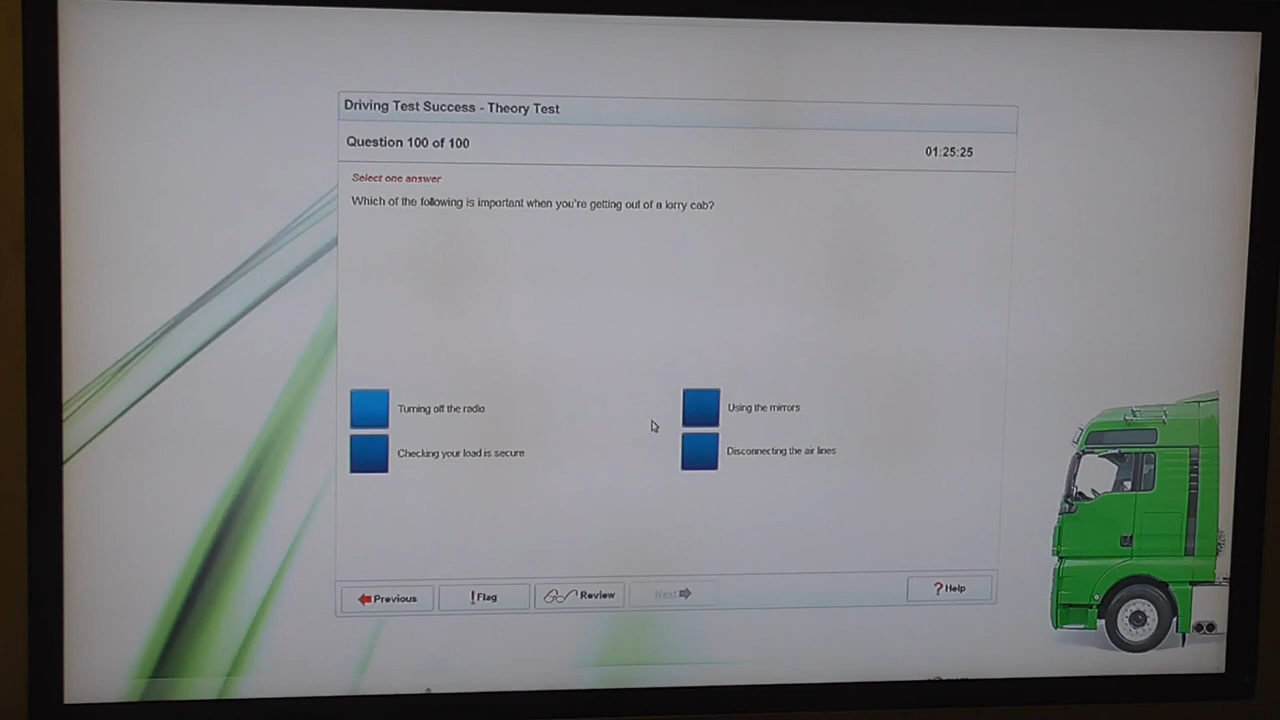 Driving Test Success - Theory Test
Question 100 of 100
01:25:25
Select one answer
Which of the following is important when you're getting out of a lorry cab?
Turning off the radio
Using the mirrors
Checking your load is secure
Disconnecting the air lines
Previous
!Flag
Review
Next
?Help